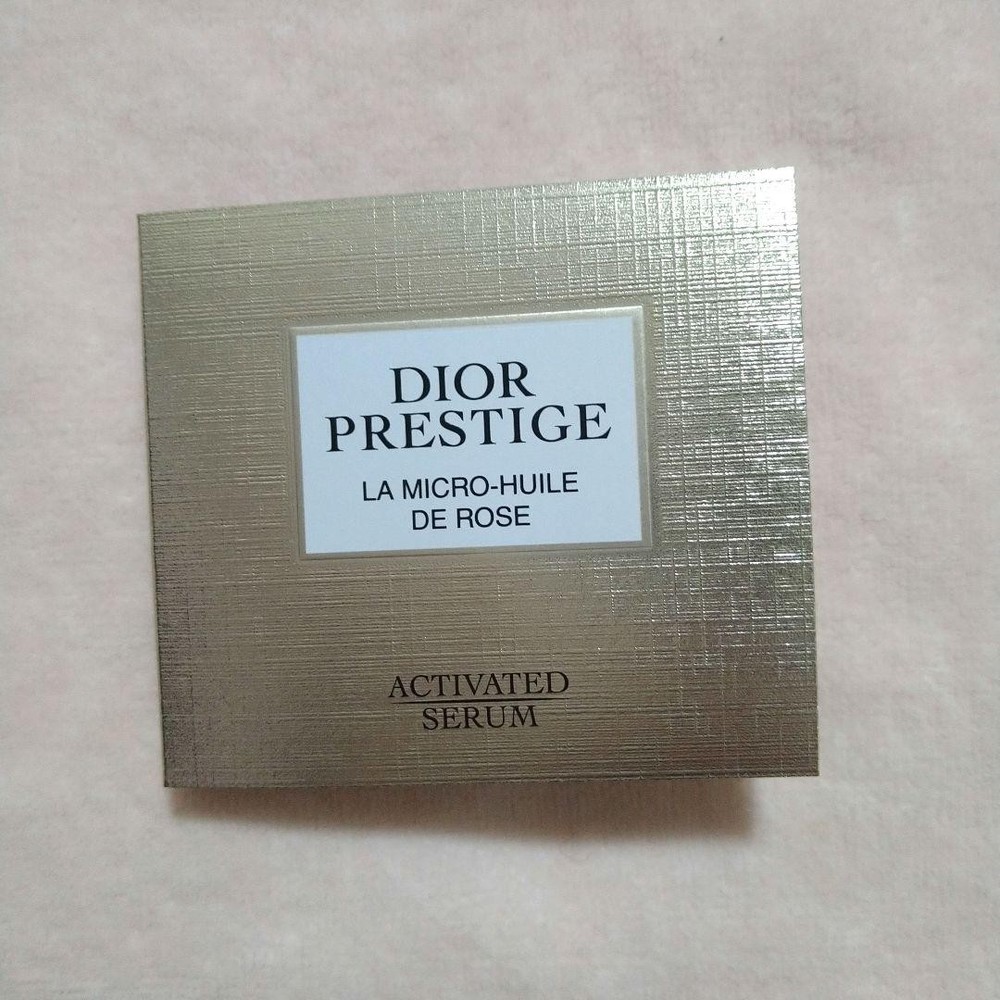 DIOR
PRESTIGE
LA MICRO-HUILE
DE ROSE
ACTIVATED
SERUM